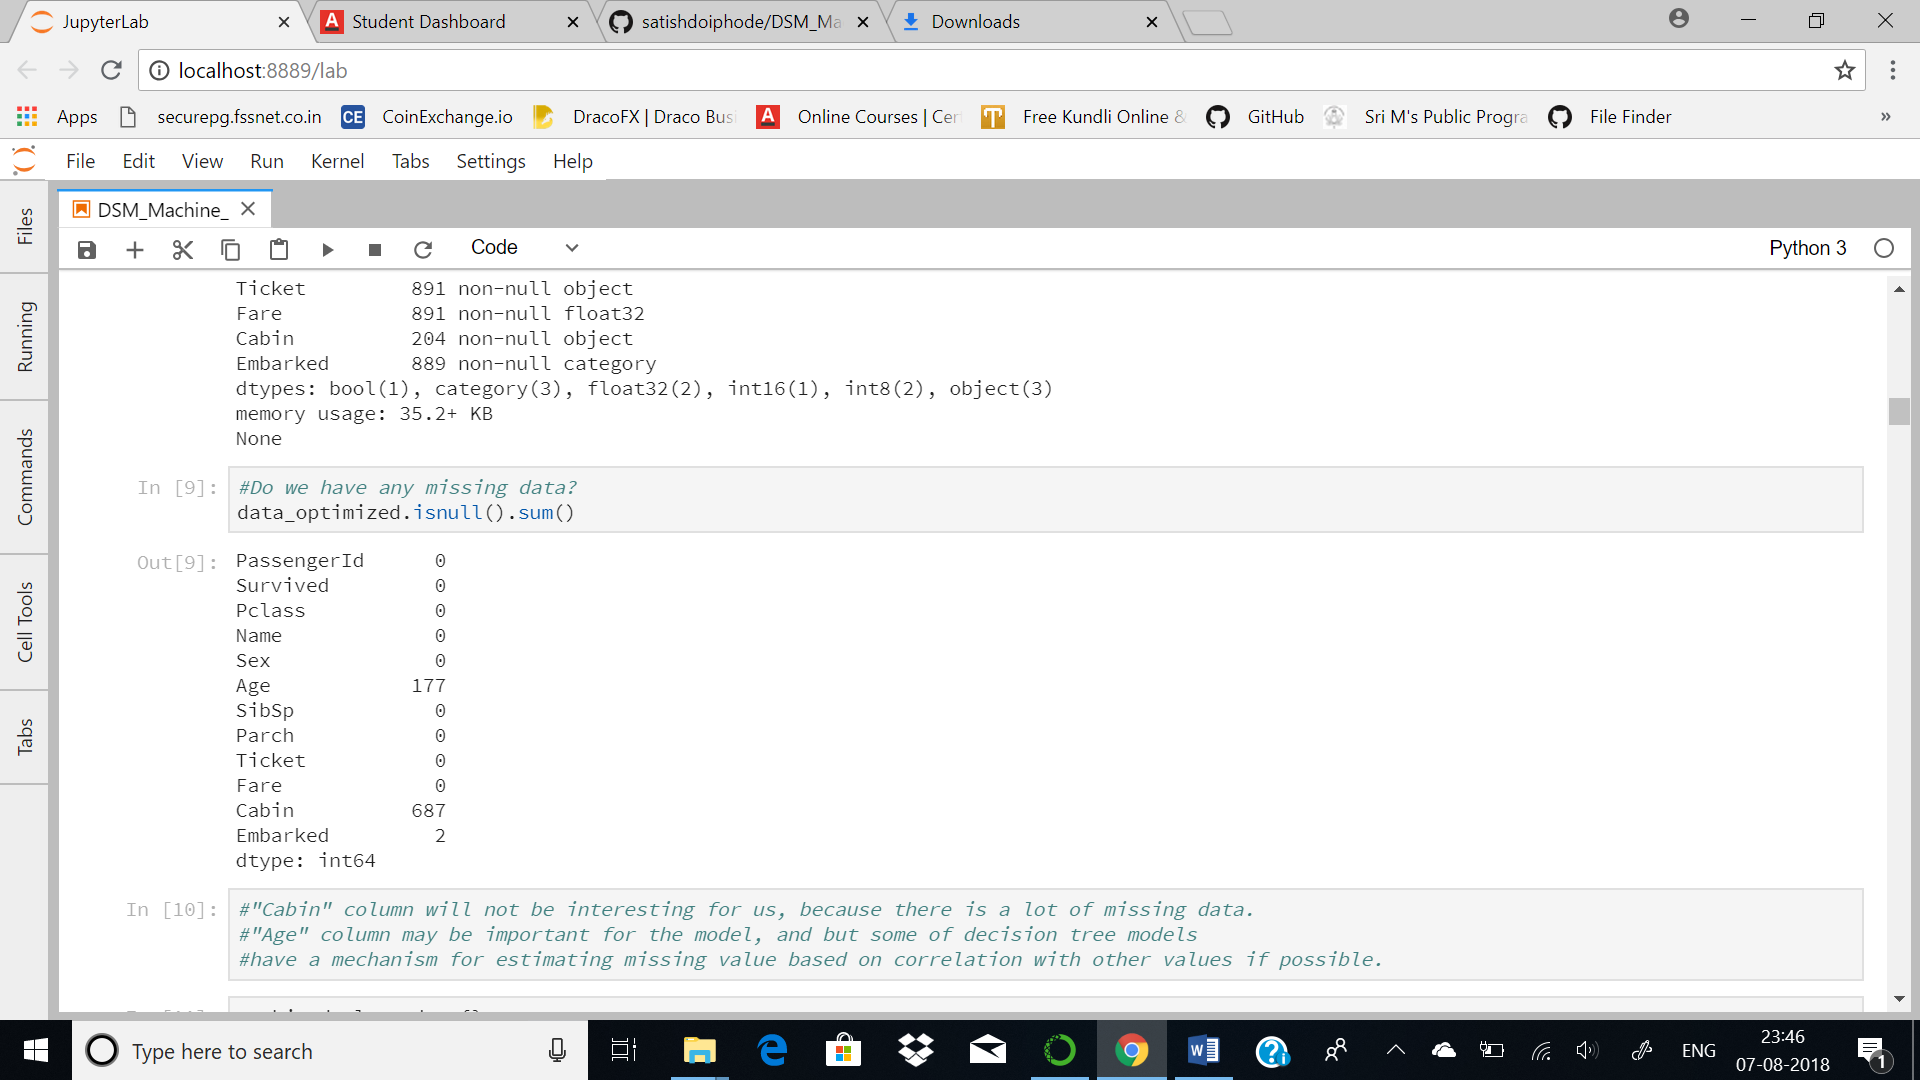 JupyterLab
Student Dashboard
satishdoiphode/DSM_Ma
Downloads
localhost:8889/lab
Apps
securepg.fssnet.co.in
CE
CoinExchange.io
DracoFX | Draco Busi
A
Online Courses | Cer
T
Free Kundli Online &
GitHub
Sri M's Public Progra
File Finder
»
File Edit View Run Kernel Tabs Settings Help
DSM_Machine_
Code
Python 3
Files
Running
Commands
Cell Tools
Tabs
Ticket 891 non-null object
Fare 891 non-null float32
Cabin 204 non-null object
Embarked 889 non-null category
dtypes: bool(1), category(3), float32(2), int16(1), int8(2), object(3)
memory usage: 35.2+ KB
None
In [9]: #Do we have any missing data?
data_optimized.isnull().sum()
Out[9]: PassengerId 0
Survived 0
Pclass 0
Name 0
Sex 0
Age 177
SibSp 0
Parch 0
Ticket 0
Fare 0
Cabin 687
Embarked 2
dtype: int64
In [10]: #"Cabin" column will not be interesting for us, because there is a lot of missing data.
#"Age" column may be important for the model, and but some of decision tree models
#have a mechanism for estimating missing value based on correlation with other values if possible.
Type here to search
ENG
23:46
07-08-2018
1